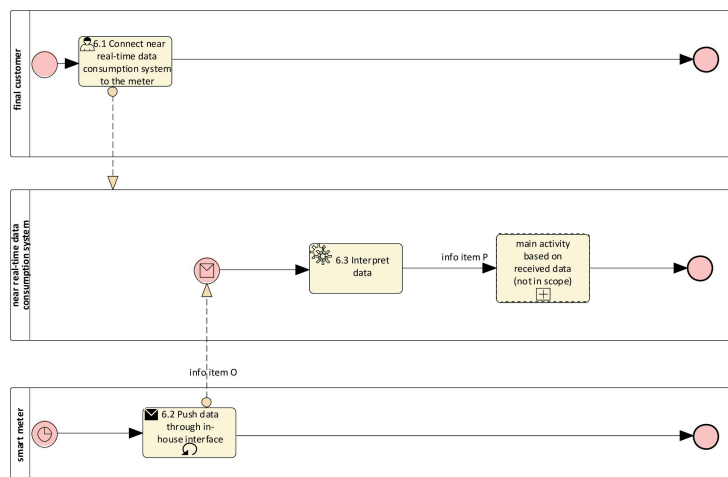 final customer
6.1 Connect near
real-time data
consumption system
to the meter
near real-time data
consumption system
6.3 Interpret
data
info item P
main activity
based on
received data
(not in scope)
info item O
smart meter
6.2 Push data
through in-
house interface